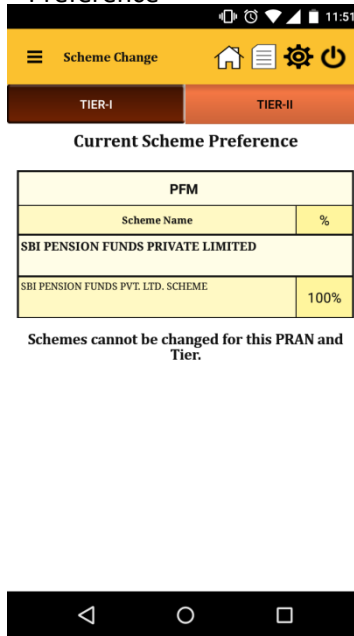 Preference
11:51
Scheme Change
TIER-I
TIER-II
Current Scheme Preference
PFM
Scheme Name
%
SBI PENSION FUNDS PRIVATE LIMITED
SBI PENSION FUNDS PVT. LTD. SCHEME
100%
Schemes cannot be changed for this PRAN and
Tier.